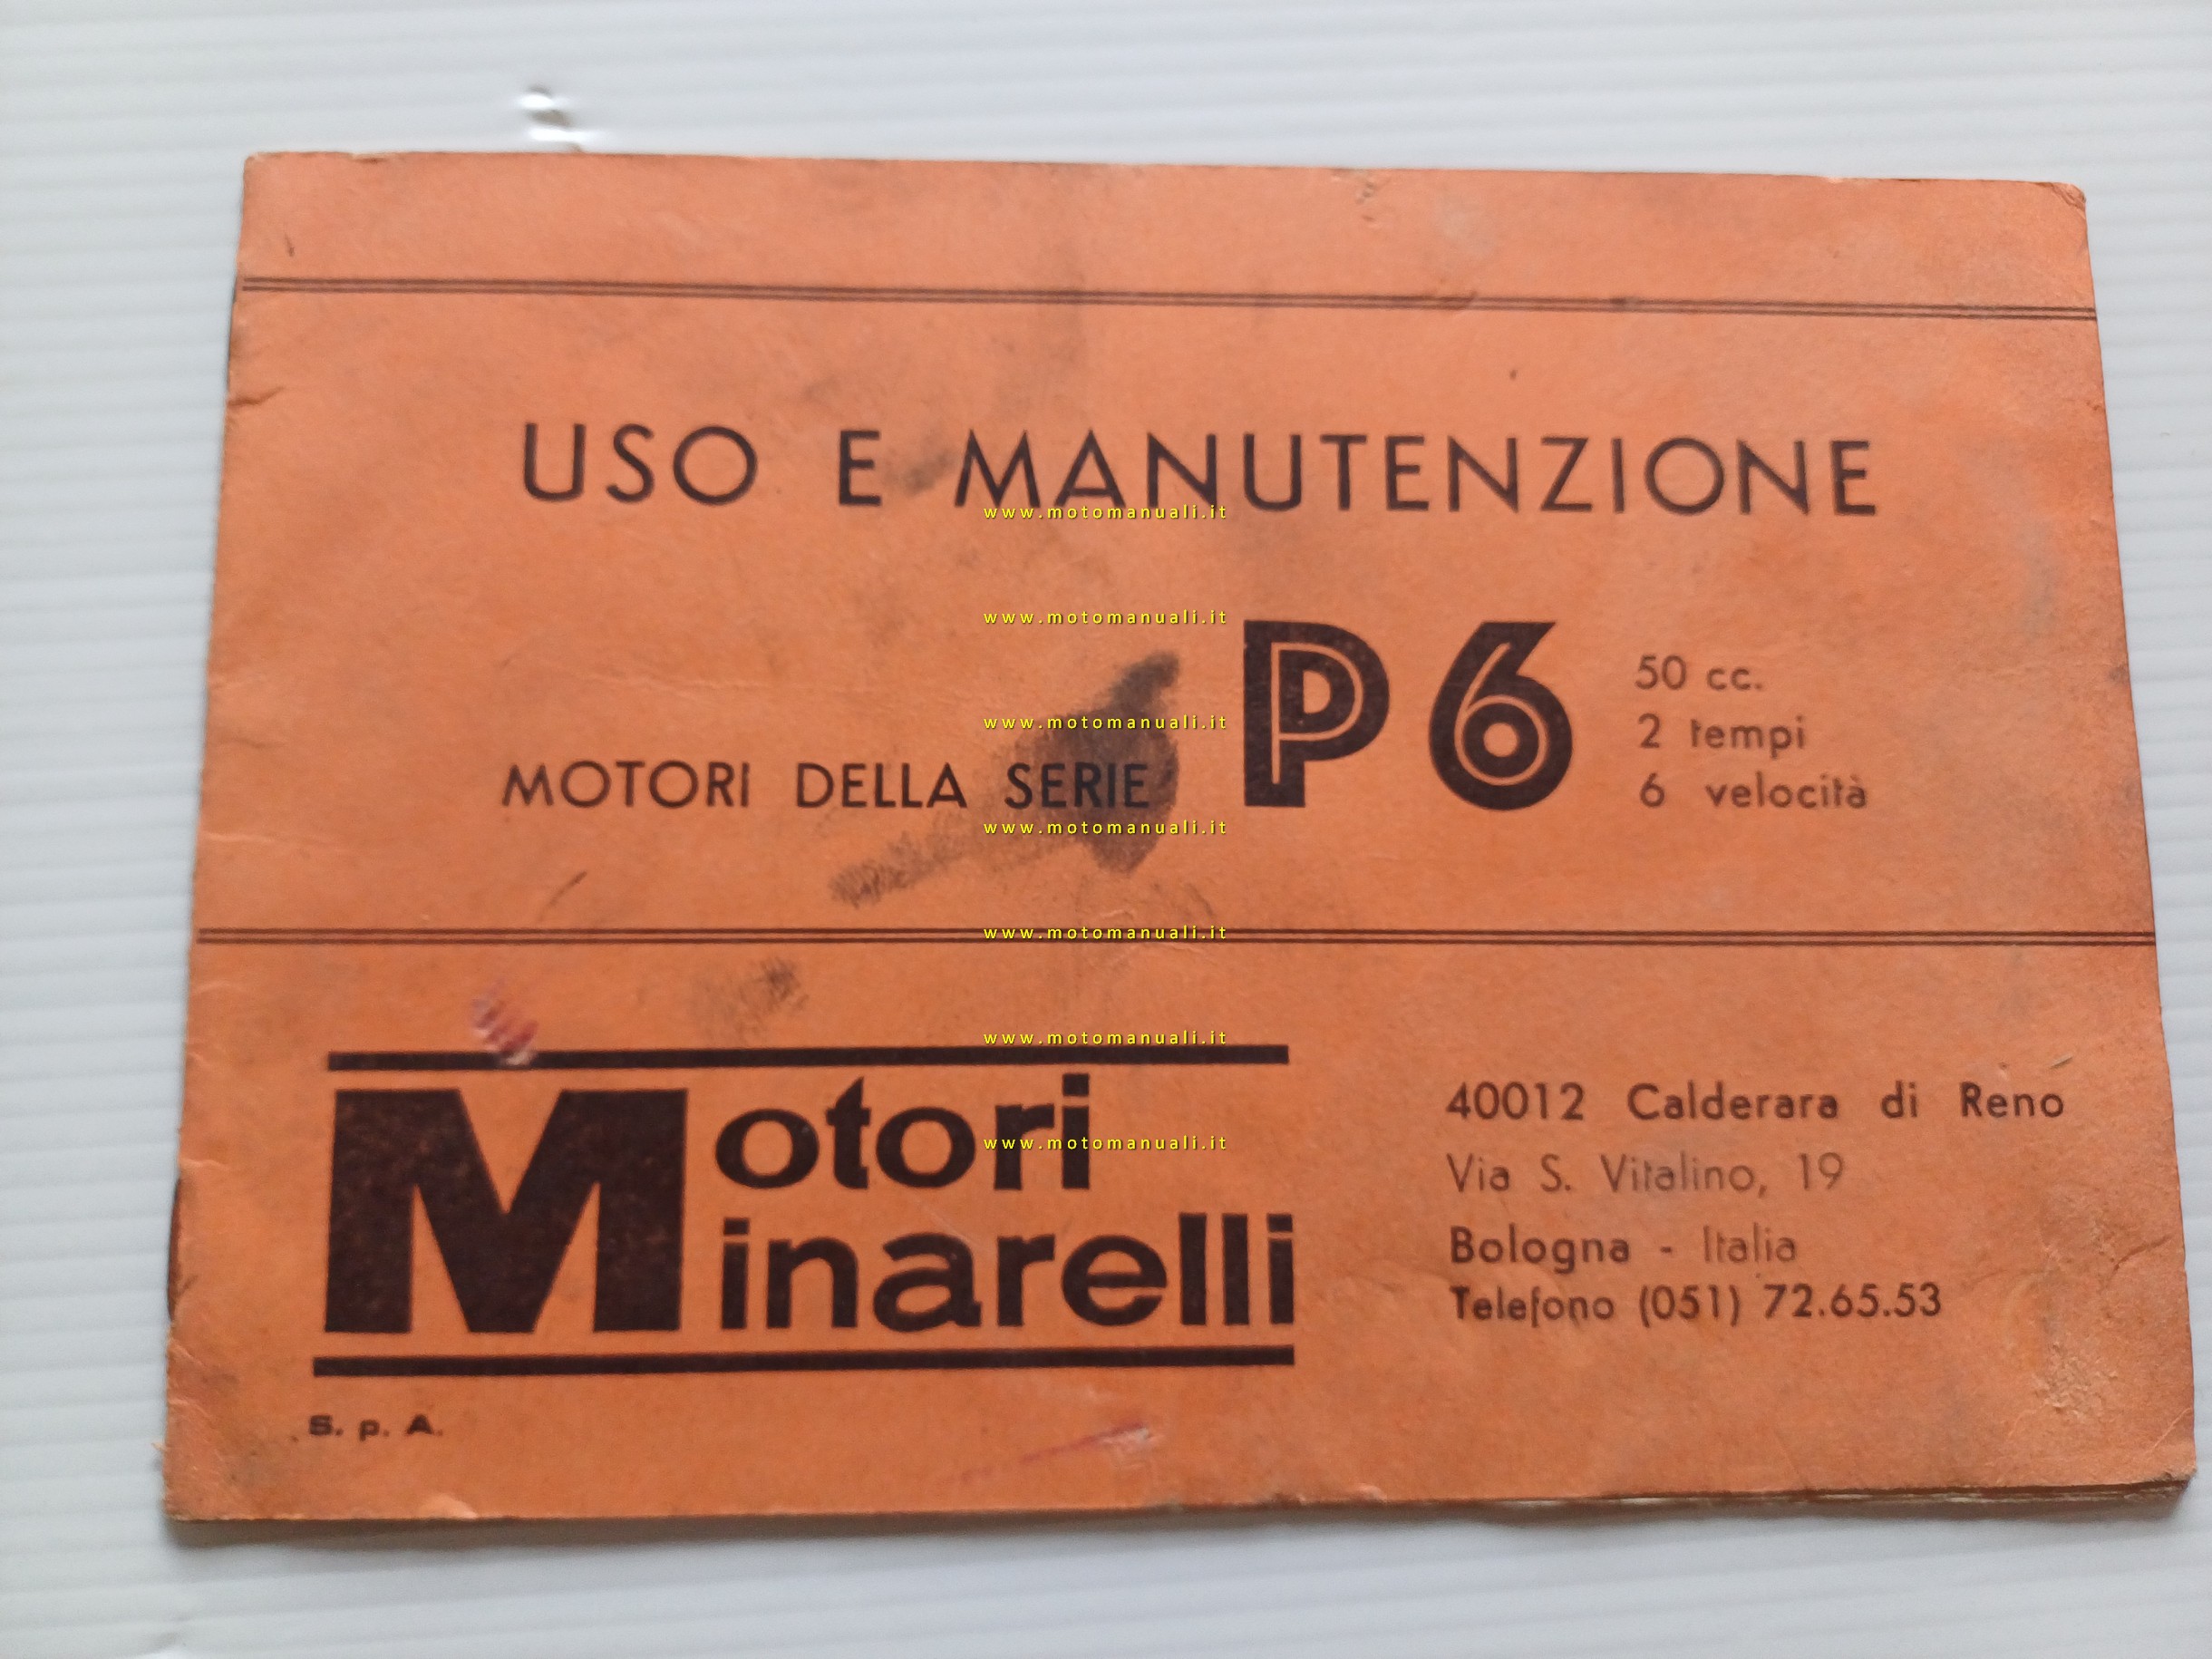 USO E MANUTENZIONE
www.motomanuali.it
www.motomanuali.it
MOTORI DELLA SERIE P6
50 cc.
2 tempi
6 velocità
www.motomanuali.it
www.motomanuali.it
www.motomanuali.it
www.motomanuali.it
Motori
www.motomanuali.it
Minarelli
S. p. A.
40012 Calderara di Reno
Via S. Vitalino, 19
Bologna - Italia
Telefono (051) 72.65.53